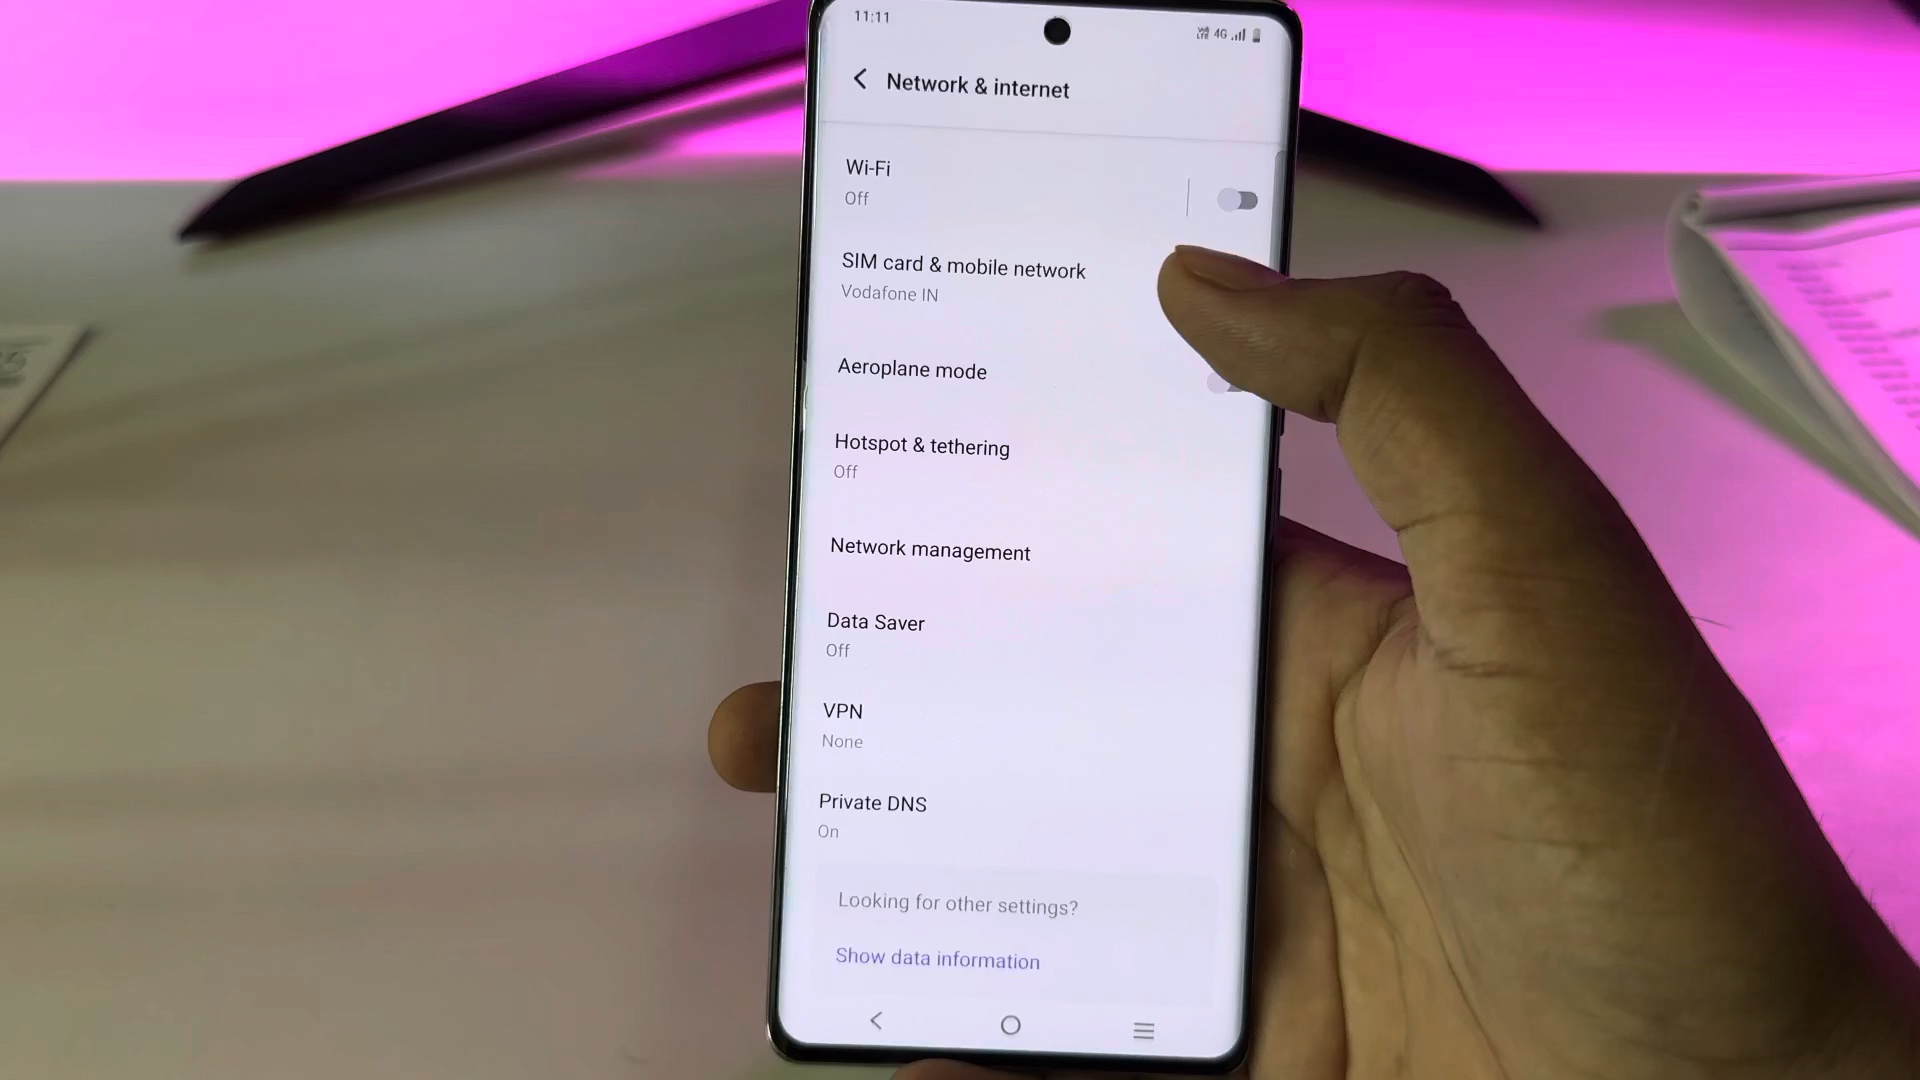 11:11
4G
Network & internet
Wi-Fi
Off
SIM card & mobile network
Vodafone IN
Aeroplane mode
Hotspot & tethering
Off
Network management
Data Saver
Off
VPN
None
Private DNS
On
Looking for other settings?
Show data information